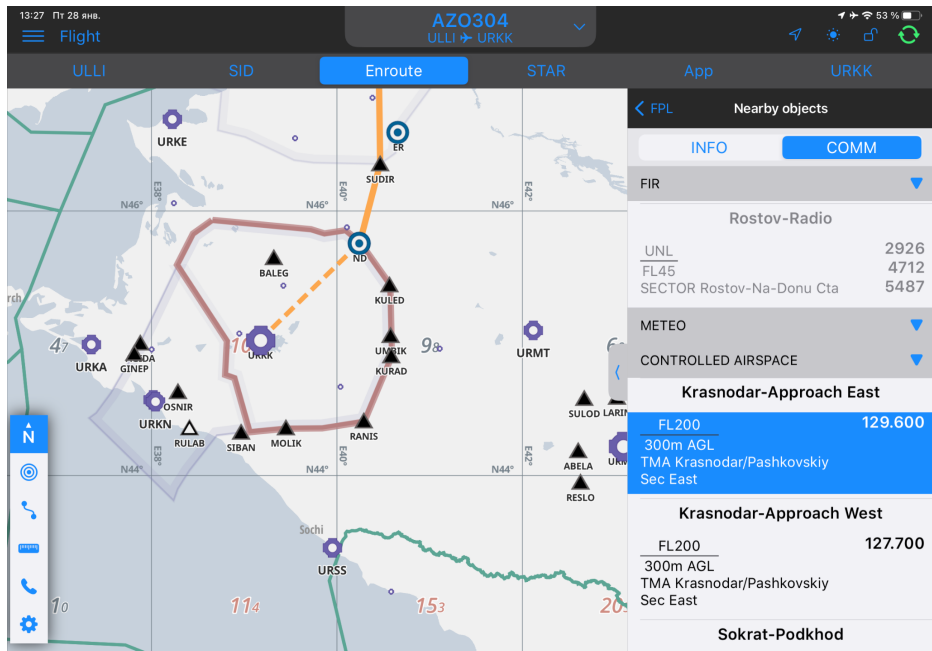 13:27 Пт 28 янв.
53 %
Flight
AZO304
ULLI ✈ URKK
ULLI
SID
Enroute
STAR
App
URKK
FPL
Nearby objects
INFO
COMM
FIR
Rostov-Radio
UNL
2926
FL45
4712
SECTOR Rostov-Na-Donu Cta
5487
METEO
CONTROLLED AIRSPACE
Krasnodar-Approach East
FL200
129.600
300m AGL
TMA Krasnodar/Pashkovskiy
Sec East
Krasnodar-Approach West
FL200
127.700
300m AGL
TMA Krasnodar/Pashkovskiy
Sec East
Sokrat-Podkhod
URKE
ER
SUDIR
E38°
E40°
E42°
N46°
N46°
N46°
ND
BALEG
KULED
47
URKA
GINEP
URKK
UMBIK
98
KURAD
URMT
OSNIR
URKN
RULAB
SIBAN
MOLIK
RANIS
SULOD
ABELA
RESLO
N44°
N44°
N44°
E38°
E40°
E42°
Sochi
URSS
N
10
114
153